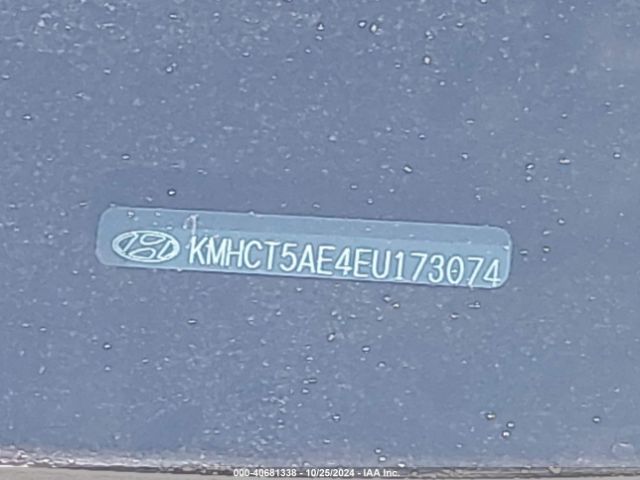 KMHCT5AE4EU173074
000-40681338 - 10/25/2024 - IAA Inc.